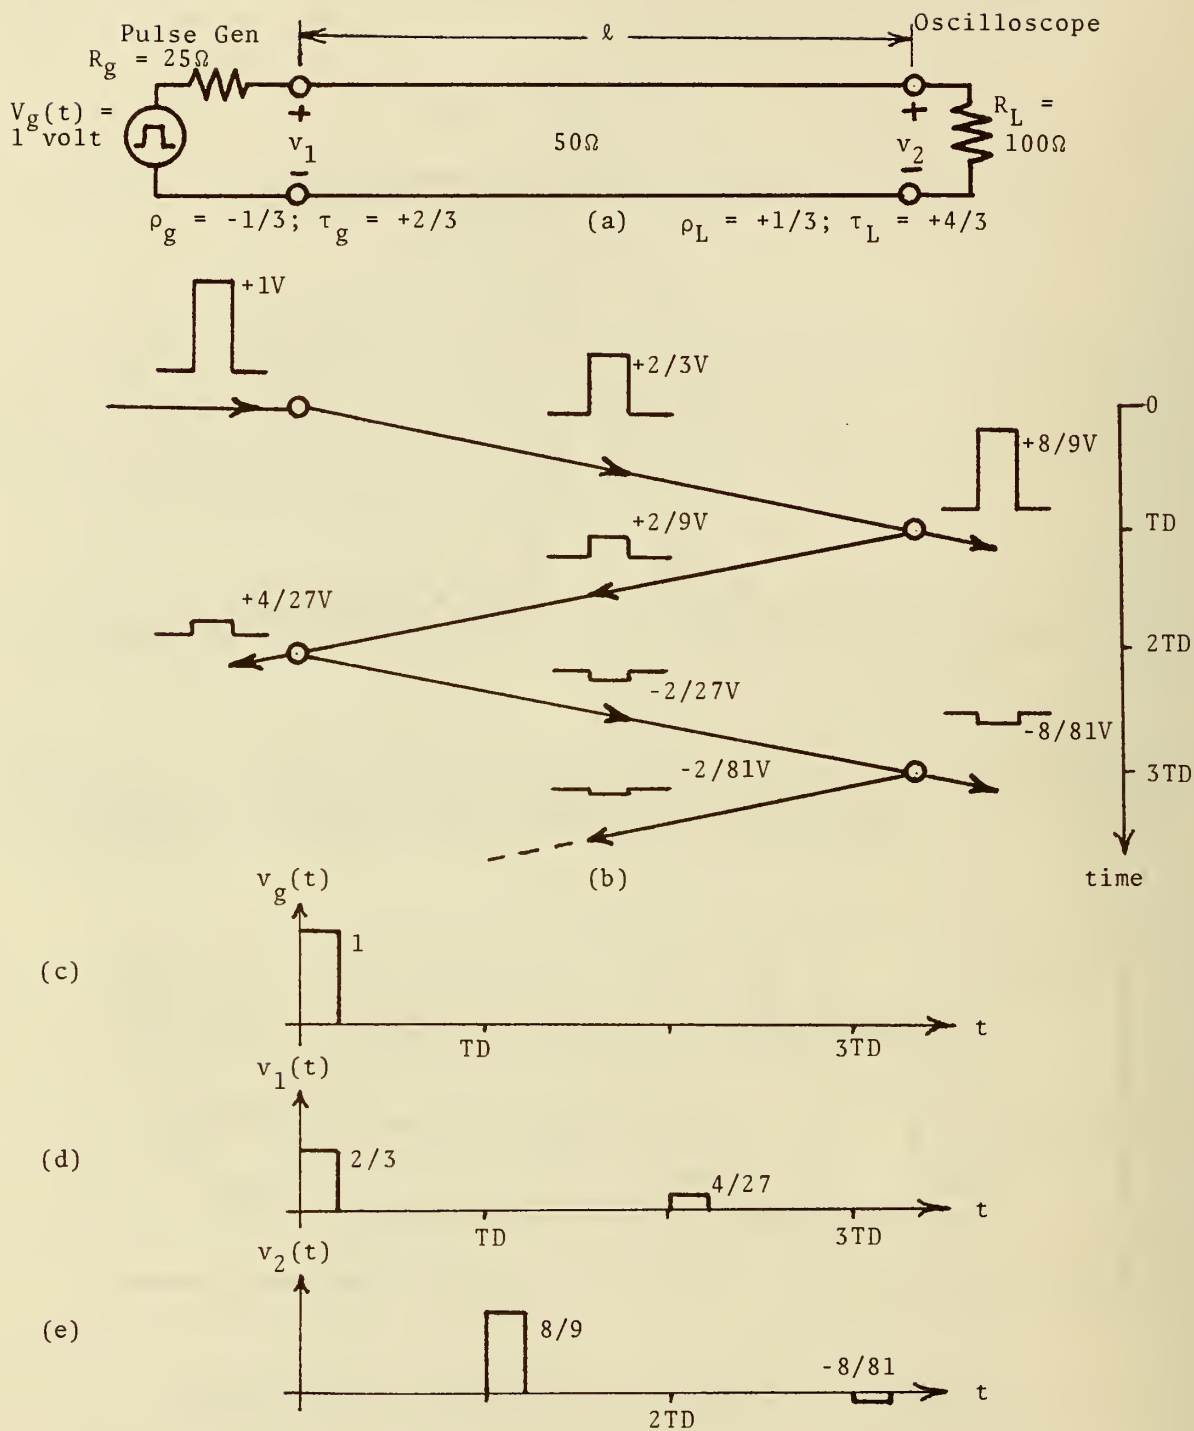 Pulse Gen
ℓ
Oscilloscope
R_g = 25Ω
V_g(t) =
1 volt
+
v_1
−
50Ω
+
v_2
−
R_L =
100Ω
ρ_g = -1/3; τ_g = +2/3
(a)
ρ_L = +1/3; τ_L = +4/3
+1V
+2/3V
0
+8/9V
TD
+2/9V
+4/27V
2TD
-2/27V
-8/81V
-2/81V
3TD
(b)
time
v_g(t)
(c)
1
TD
3TD
t
v_1(t)
(d)
2/3
4/27
TD
3TD
t
v_2(t)
(e)
8/9
-8/81
2TD
t